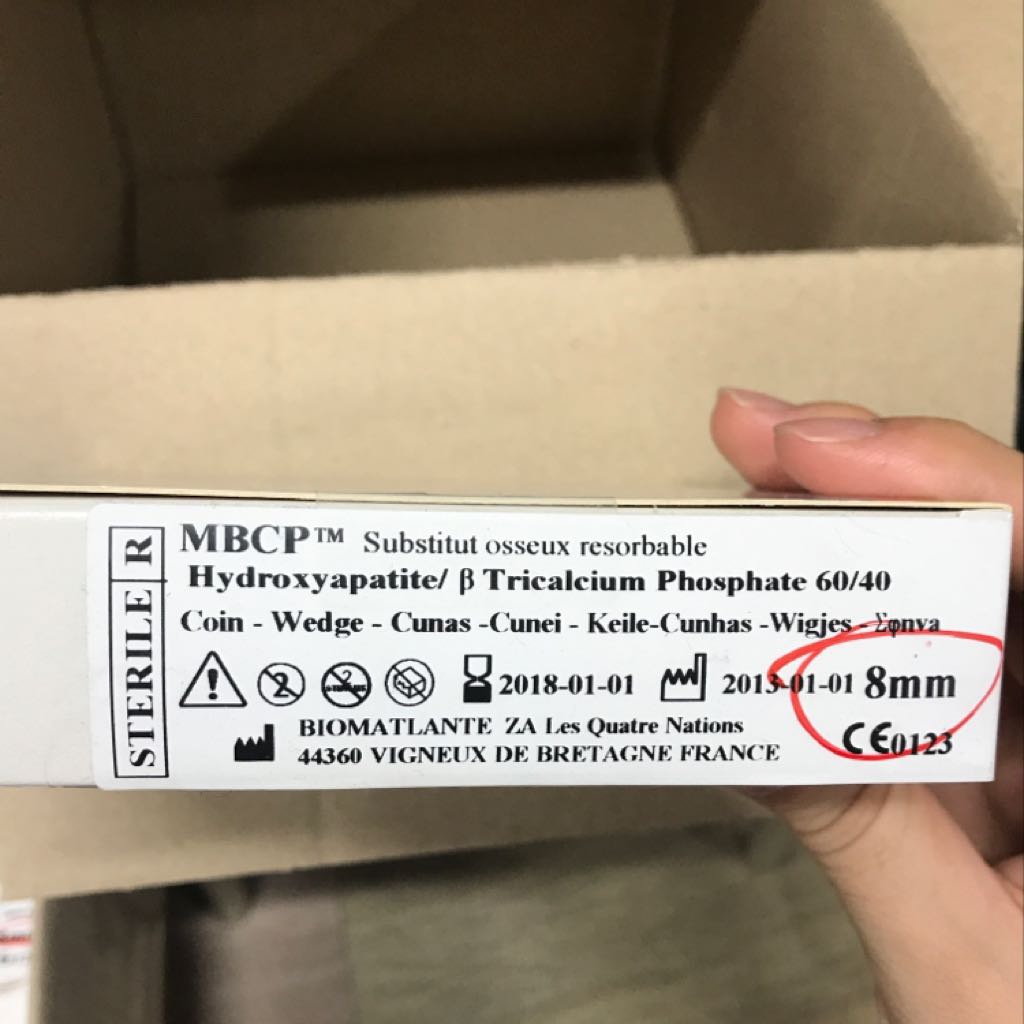 STERILE R
MBCP™ Substitut osseux resorbable
Hydroxyapatite/ β Tricalcium Phosphate 60/40
Coin - Wedge - Cunas -Cunei - Keile-Cunhas -Wigjes - Σφηνα
2018-01-01 2013-01-01 8mm
BIOMATLANTE ZA Les Quatre Nations
44360 VIGNEUX DE BRETAGNE FRANCE
CE0123